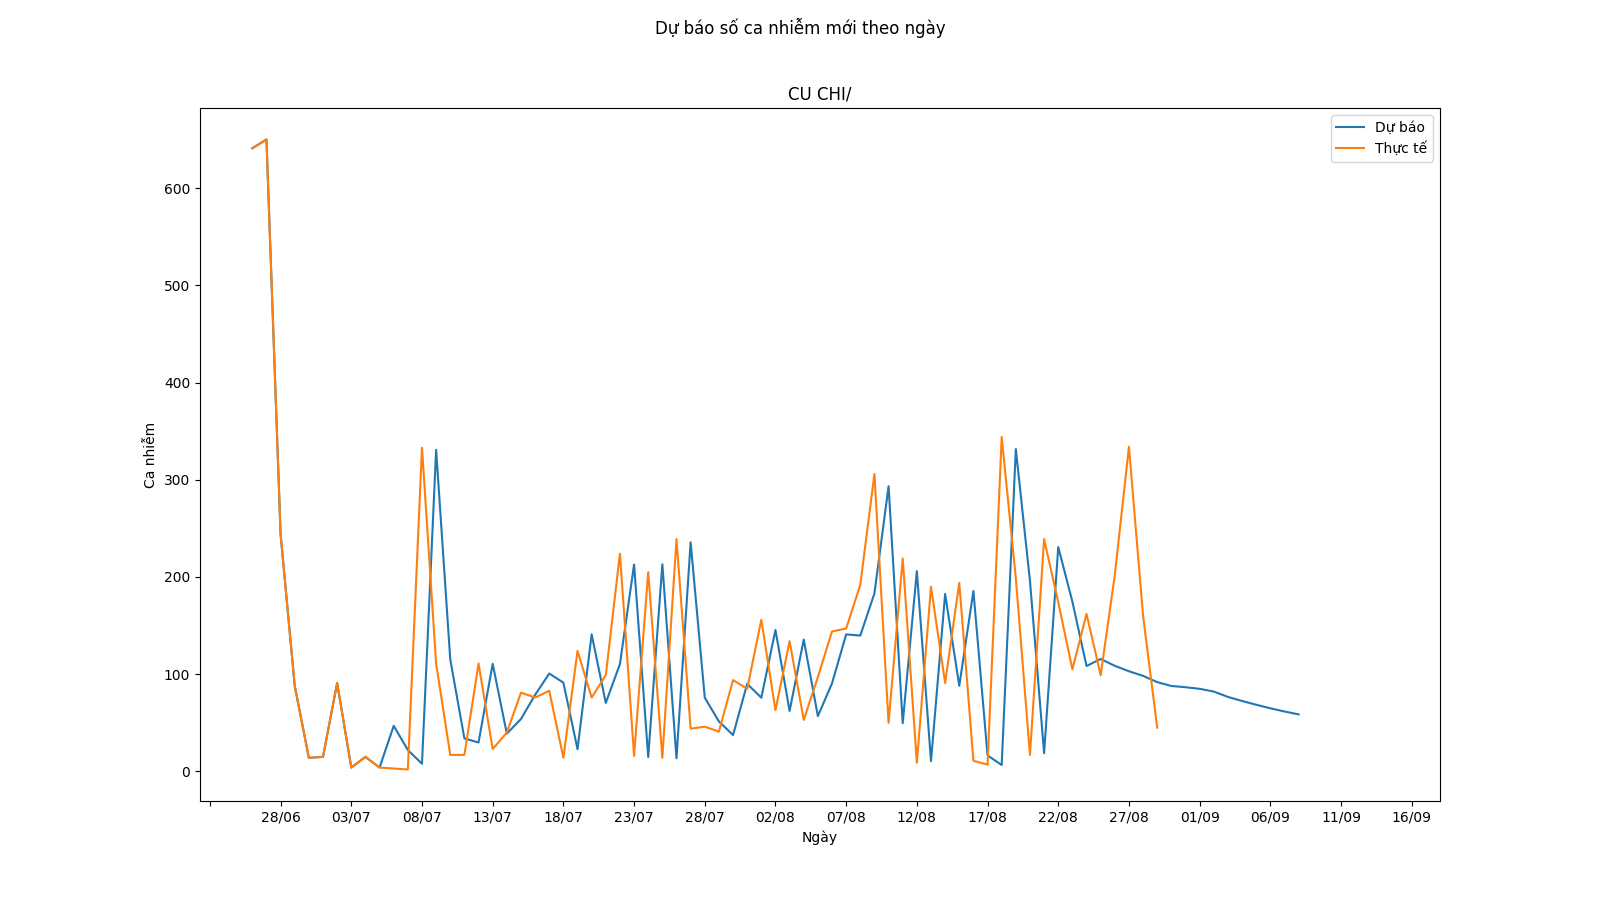 Dự báo số ca nhiễm mới theo ngày
CU CHI/
Dự báo
Thực tế
600
500
400
300
200
100
0
Ca nhiễm
28/06 03/07 08/07 13/07 18/07 23/07 28/07 02/08 07/08 12/08 17/08 22/08 27/08 01/09 06/09 11/09 16/09
Ngày